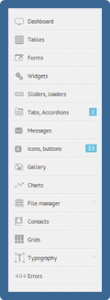 Dashboard
Tables
Forms
Widgets
Sliders, loaders
Tabs, Accordions 2
Messages
Icons, buttons 33
Gallery
Charts
File manager
Contacts
Grids
Typography
404 Errors